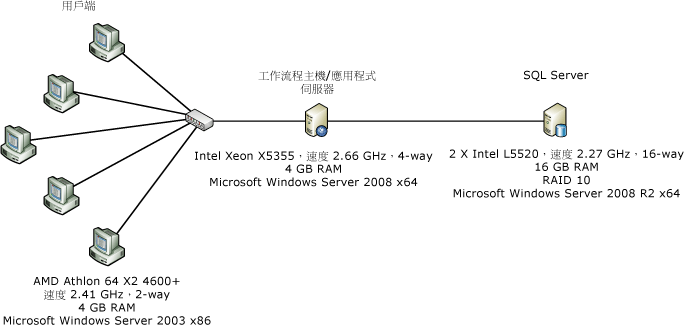 用戶端
工作流程主機/應用程式
伺服器
SQL Server
Intel Xeon X5355，速度 2.66 GHz，4-way
4 GB RAM
Microsoft Windows Server 2008 x64
2 X Intel L5520，速度 2.27 GHz，16-way
16 GB RAM
RAID 10
Microsoft Windows Server 2008 R2 x64
AMD Athlon 64 X2 4600+
速度 2.41 GHz，2-way
4 GB RAM
Microsoft Windows Server 2003 x86